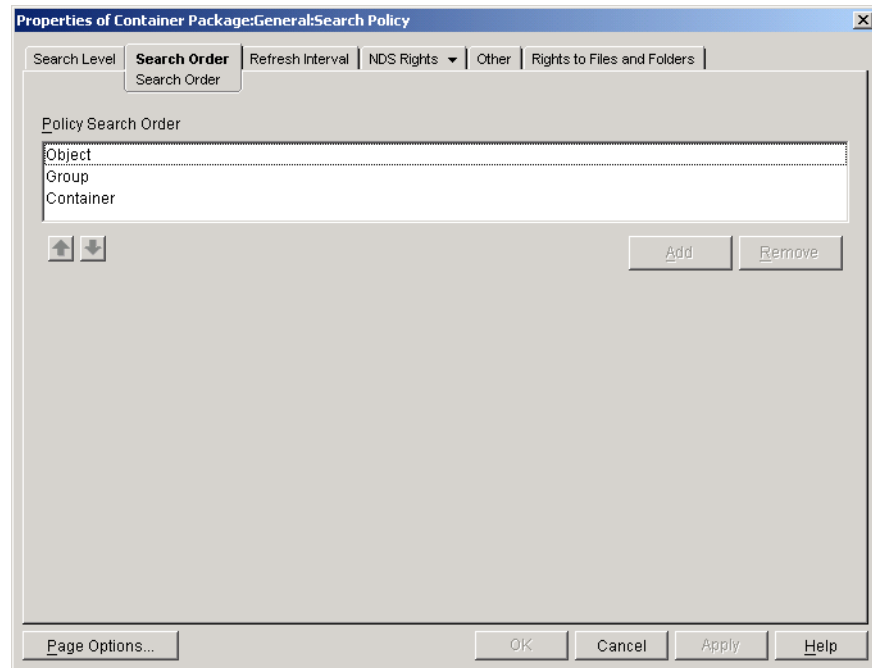 Properties of Container Package:General:Search Policy
Search Level Search Order Refresh Interval NDS Rights Other Rights to Files and Folders
Search Order
Policy Search Order
Object
Group
Container
Add Remove
Page Options... OK Cancel Apply Help